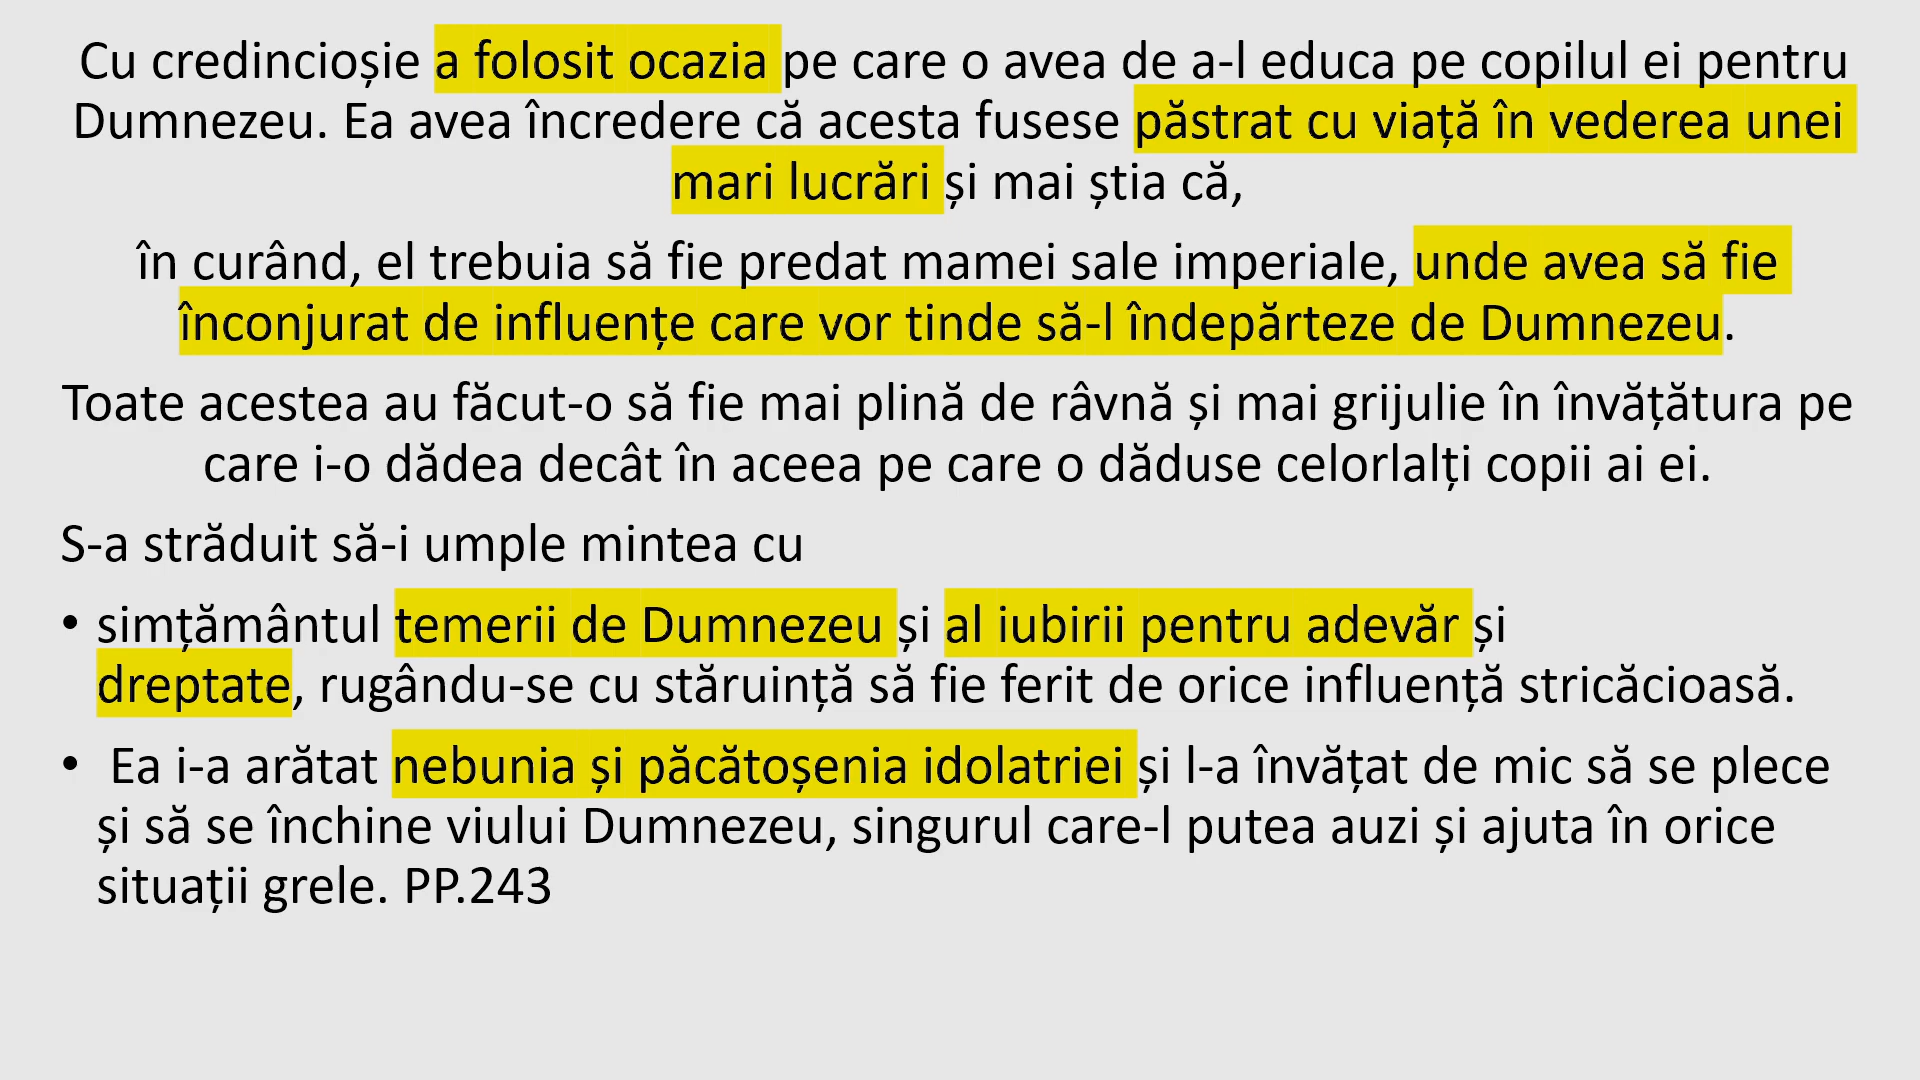 Cu credincioșie a folosit ocazia pe care o avea de a-l educa pe copilul ei pentru
Dumnezeu. Ea avea încredere că acesta fusese păstrat cu viață în vederea unei
mari lucrări și mai știa că,
în curând, el trebuia să fie predat mamei sale imperiale, unde avea să fie
înconjurat de influențe care vor tinde să-l îndepărteze de Dumnezeu.
Toate acestea au făcut-o să fie mai plină de râvnă și mai grijulie în învățătura pe
care i-o dădea decât în aceea pe care o dăduse celorlalți copii ai ei.
S-a străduit să-i umple mintea cu
• simțământul temerii de Dumnezeu și al iubirii pentru adevăr și
dreptate, rugându-se cu stăruință să fie ferit de orice influență stricăcioasă.
• Ea i-a arătat nebunia și păcătoșenia idolatriei și l-a învățat de mic să se plece
și să se închine viului Dumnezeu, singurul care-l putea auzi și ajuta în orice
situații grele. PP.243